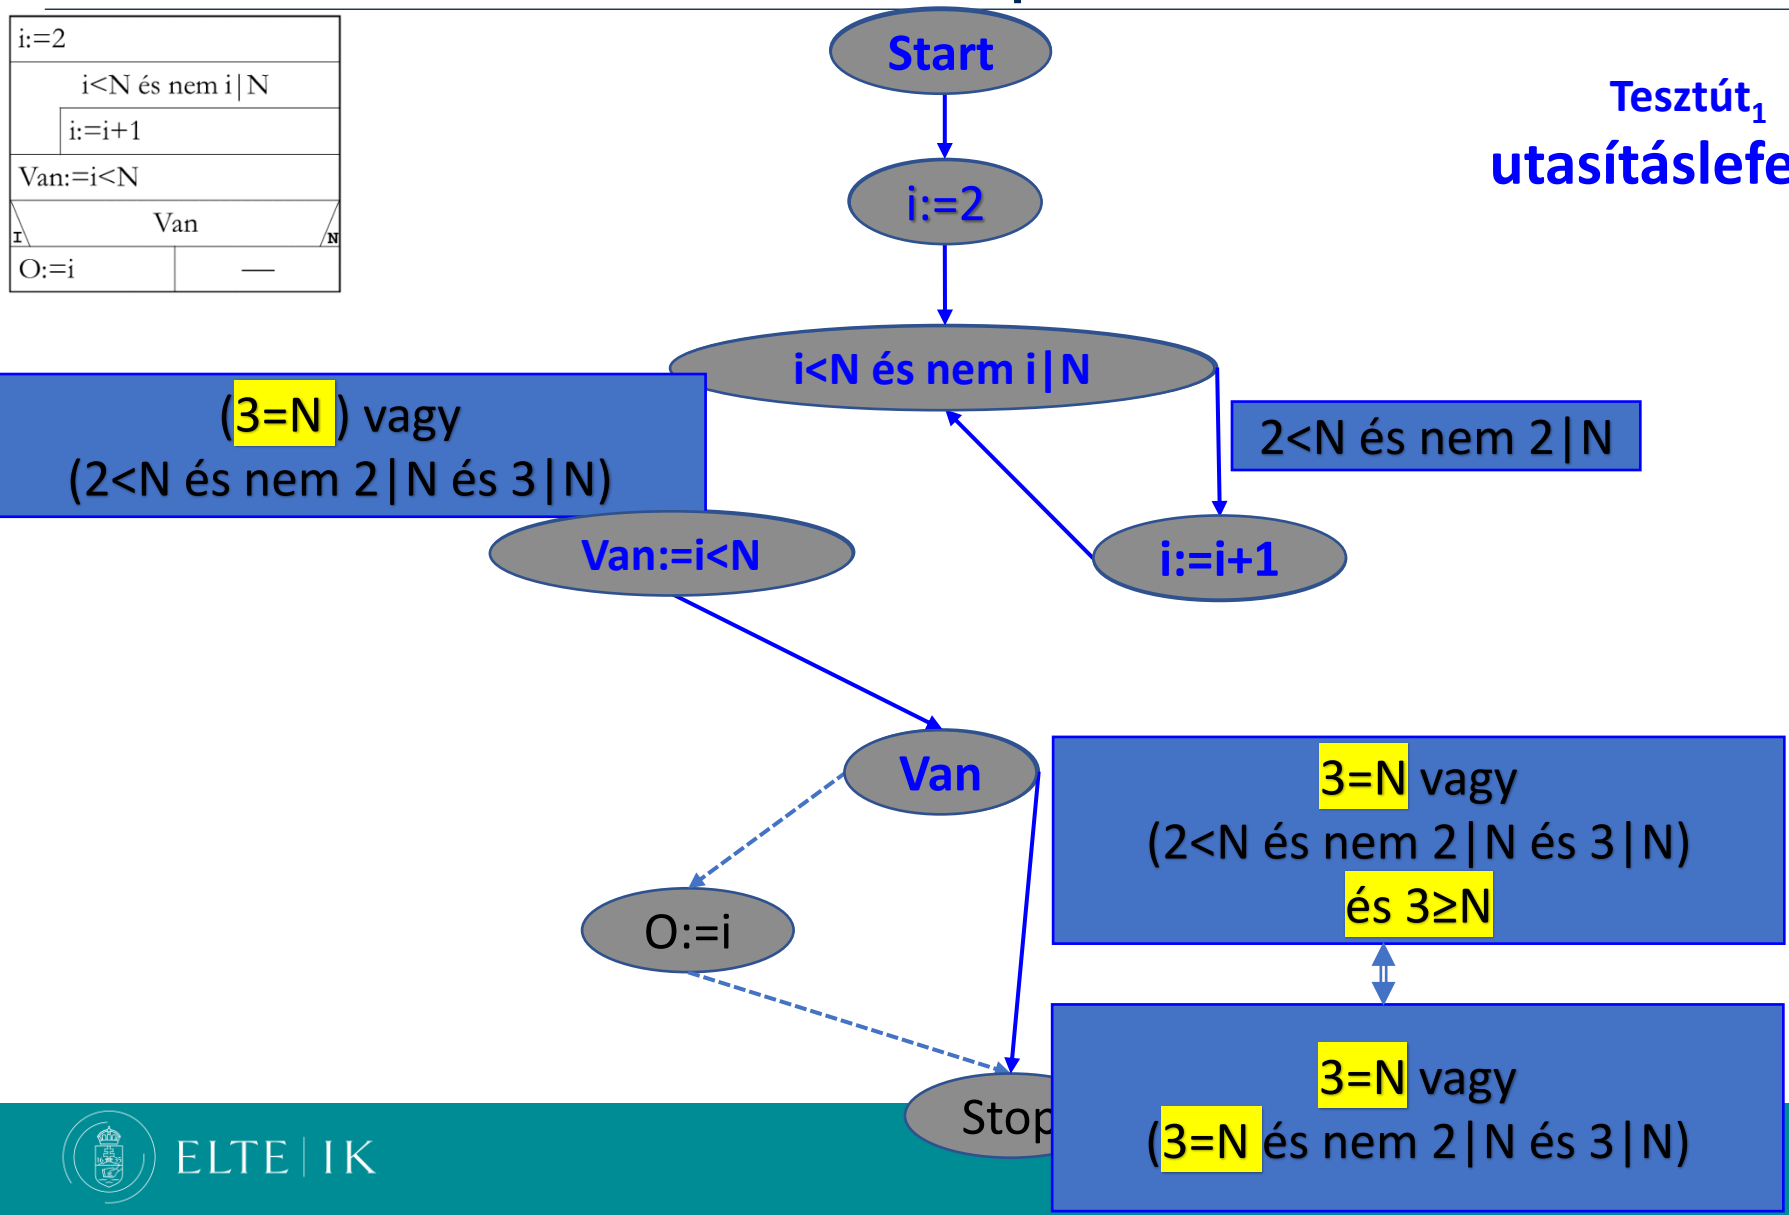 i:=2
i<N és nem i|N
i:=i+1
Van:=i<N
Van
I
N
O:=i
—
Start
Tesztút₁
i:=2
i<N és nem i|N
(3=N ) vagy
(2<N és nem 2|N és 3|N)
2<N és nem 2|N
Van:=i<N
i:=i+1
Van
3=N vagy
(2<N és nem 2|N és 3|N)
és 3≥N
O:=i
3=N vagy
(3=N és nem 2|N és 3|N)
Stop
ELTE | IK